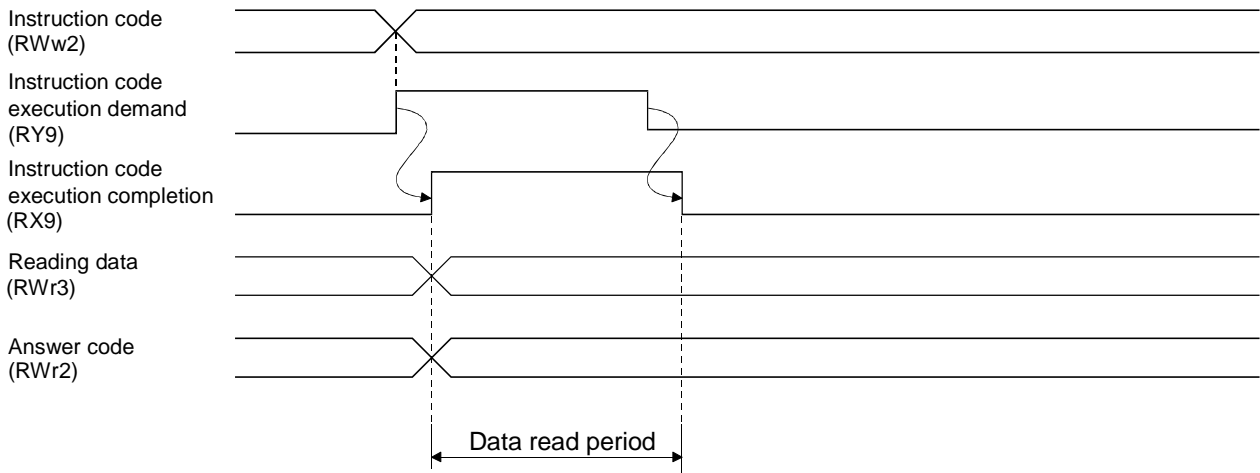 Instruction code
(RWw2)
Instruction code
execution demand
(RY9)
Instruction code
execution completion
(RX9)
Reading data
(RWr3)
Answer code
(RWr2)
Data read period